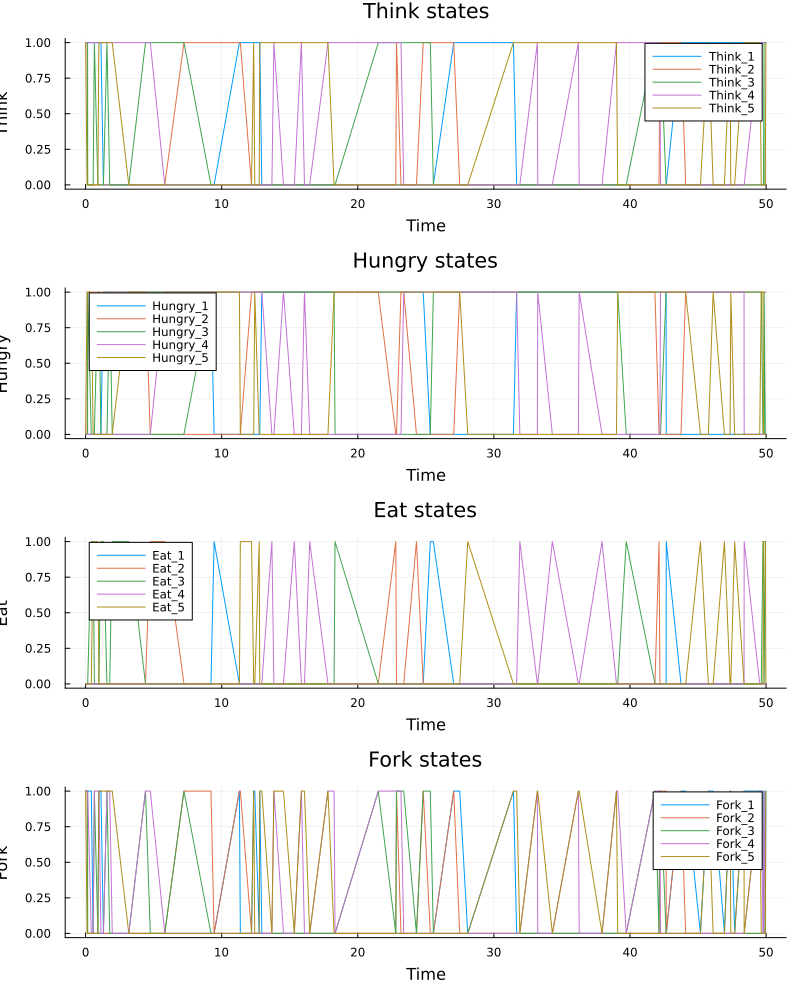 Think states
Think
1.00
0.75
0.50
0.25
0.00
Think_1
Think_2
Think_3
Think_4
Think_5
0 10 20 30 40 50
Time
Hungry states
Hungry
1.00
0.75
0.50
0.25
0.00
Hungry_1
Hungry_2
Hungry_3
Hungry_4
Hungry_5
0 10 20 30 40 50
Time
Eat states
Eat
1.00
0.75
0.50
0.25
0.00
Eat_1
Eat_2
Eat_3
Eat_4
Eat_5
0 10 20 30 40 50
Time
Fork states
Fork
1.00
0.75
0.50
0.25
0.00
Fork_1
Fork_2
Fork_3
Fork_4
Fork_5
0 10 20 30 40 50
Time